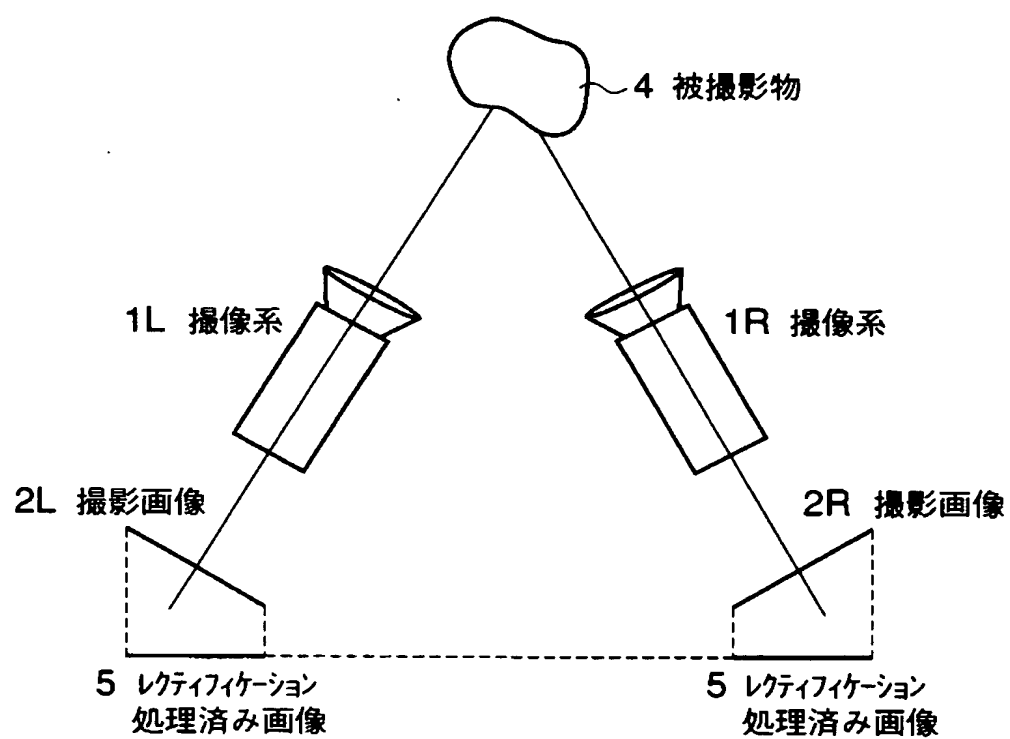 4 被撮影物
1L 撮像系
1R 撮像系
2L 撮影画像
2R 撮影画像
5 レクティフィケーション
処理済み画像
5 レクティフィケーション
処理済み画像